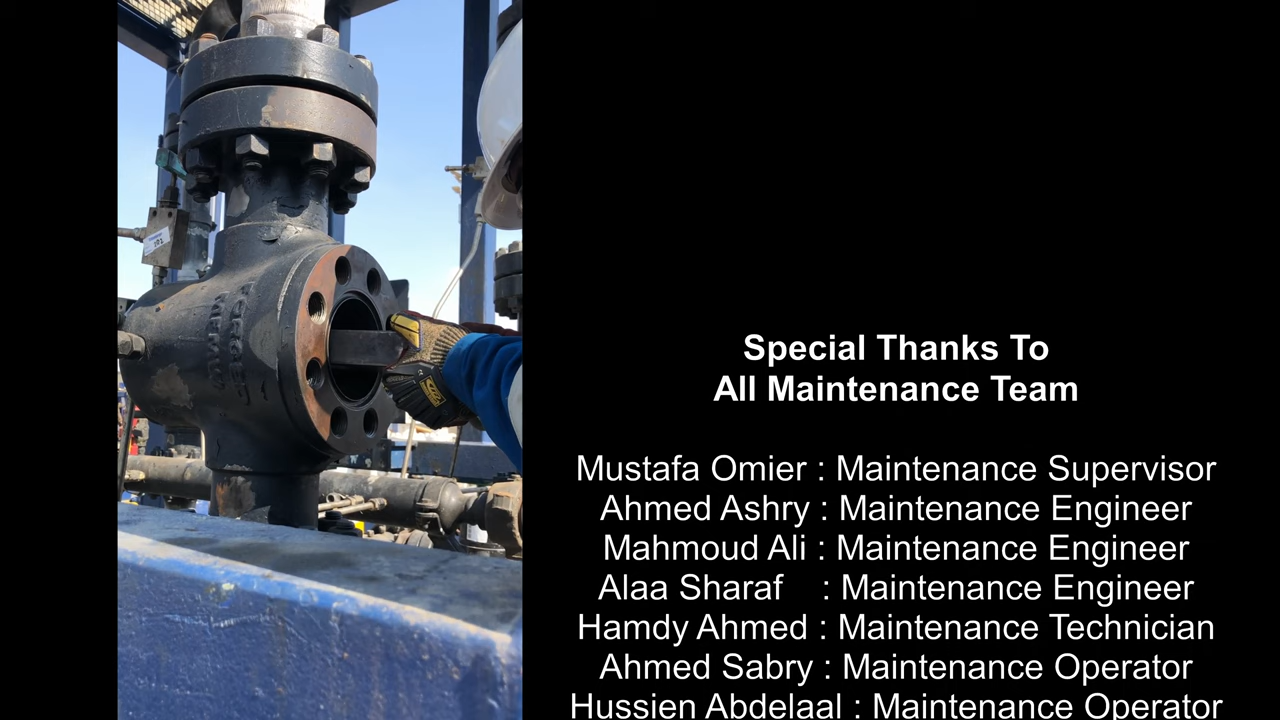 Special Thanks To
All Maintenance Team
Mustafa Omier : Maintenance Supervisor
Ahmed Ashry : Maintenance Engineer
Mahmoud Ali : Maintenance Engineer
Alaa Sharaf : Maintenance Engineer
Hamdy Ahmed : Maintenance Technician
Ahmed Sabry : Maintenance Operator
Hussien Abdelaal : Maintenance Operator